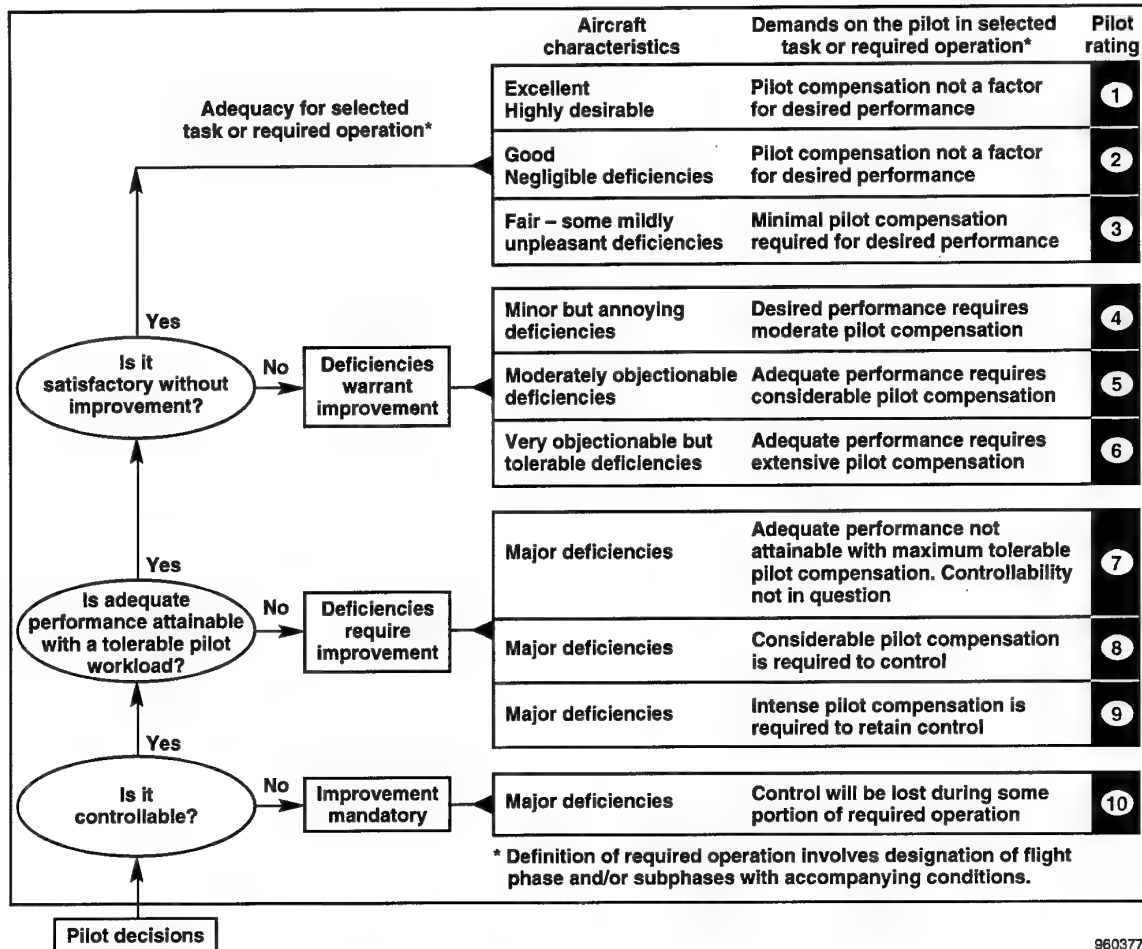 Aircraft
characteristics
Demands on the pilot in selected
task or required operation*
Pilot
rating
Adequacy for selected
task or required operation*
Excellent
Highly desirable
Pilot compensation not a factor
for desired performance
1
Good
Negligible deficiencies
Pilot compensation not a factor
for desired performance
2
Fair – some mildly
unpleasant deficiencies
Minimal pilot compensation
required for desired performance
3
Yes
Is it
satisfactory without
improvement?
No
Deficiencies
warrant
improvement
Minor but annoying
deficiencies
Desired performance requires
moderate pilot compensation
4
Moderately objectionable
deficiencies
Adequate performance requires
considerable pilot compensation
5
Very objectionable but
tolerable deficiencies
Adequate performance requires
extensive pilot compensation
6
Yes
Is adequate
performance attainable
with a tolerable pilot
workload?
No
Deficiencies
require
improvement
Major deficiencies
Adequate performance not
attainable with maximum tolerable
pilot compensation. Controllability
not in question
7
Major deficiencies
Considerable pilot compensation
is required to control
8
Major deficiencies
Intense pilot compensation is
required to retain control
9
Yes
Is it
controllable?
No
Improvement
mandatory
Major deficiencies
Control will be lost during some
portion of required operation
10
* Definition of required operation involves designation of flight
phase and/or subphases with accompanying conditions.
Pilot decisions
960377